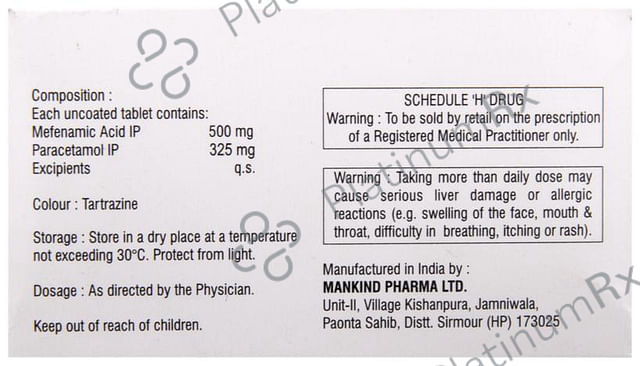 Composition :
Each uncoated tablet contains:
Mefenamic Acid IP 500 mg
Paracetamol IP 325 mg
Excipients q.s.
Colour : Tartrazine
Storage : Store in a dry place at a temperature
not exceeding 30°C. Protect from light.
Dosage : As directed by the Physician.
Keep out of reach of children.
SCHEDULE 'H' DRUG
Warning : To be sold by retail on the prescription
of a Registered Medical Practitioner only.
Warning : Taking more than daily dose may
cause serious liver damage or allergic
reactions (e.g. swelling of the face, mouth &
throat, difficulty in breathing, itching or rash).
Manufactured in India by :
MANKIND PHARMA LTD.
Unit-II, Village Kishanpura, Jamniwala,
Paonta Sahib, Distt. Sirmour (HP) 173025
PlatinumRx